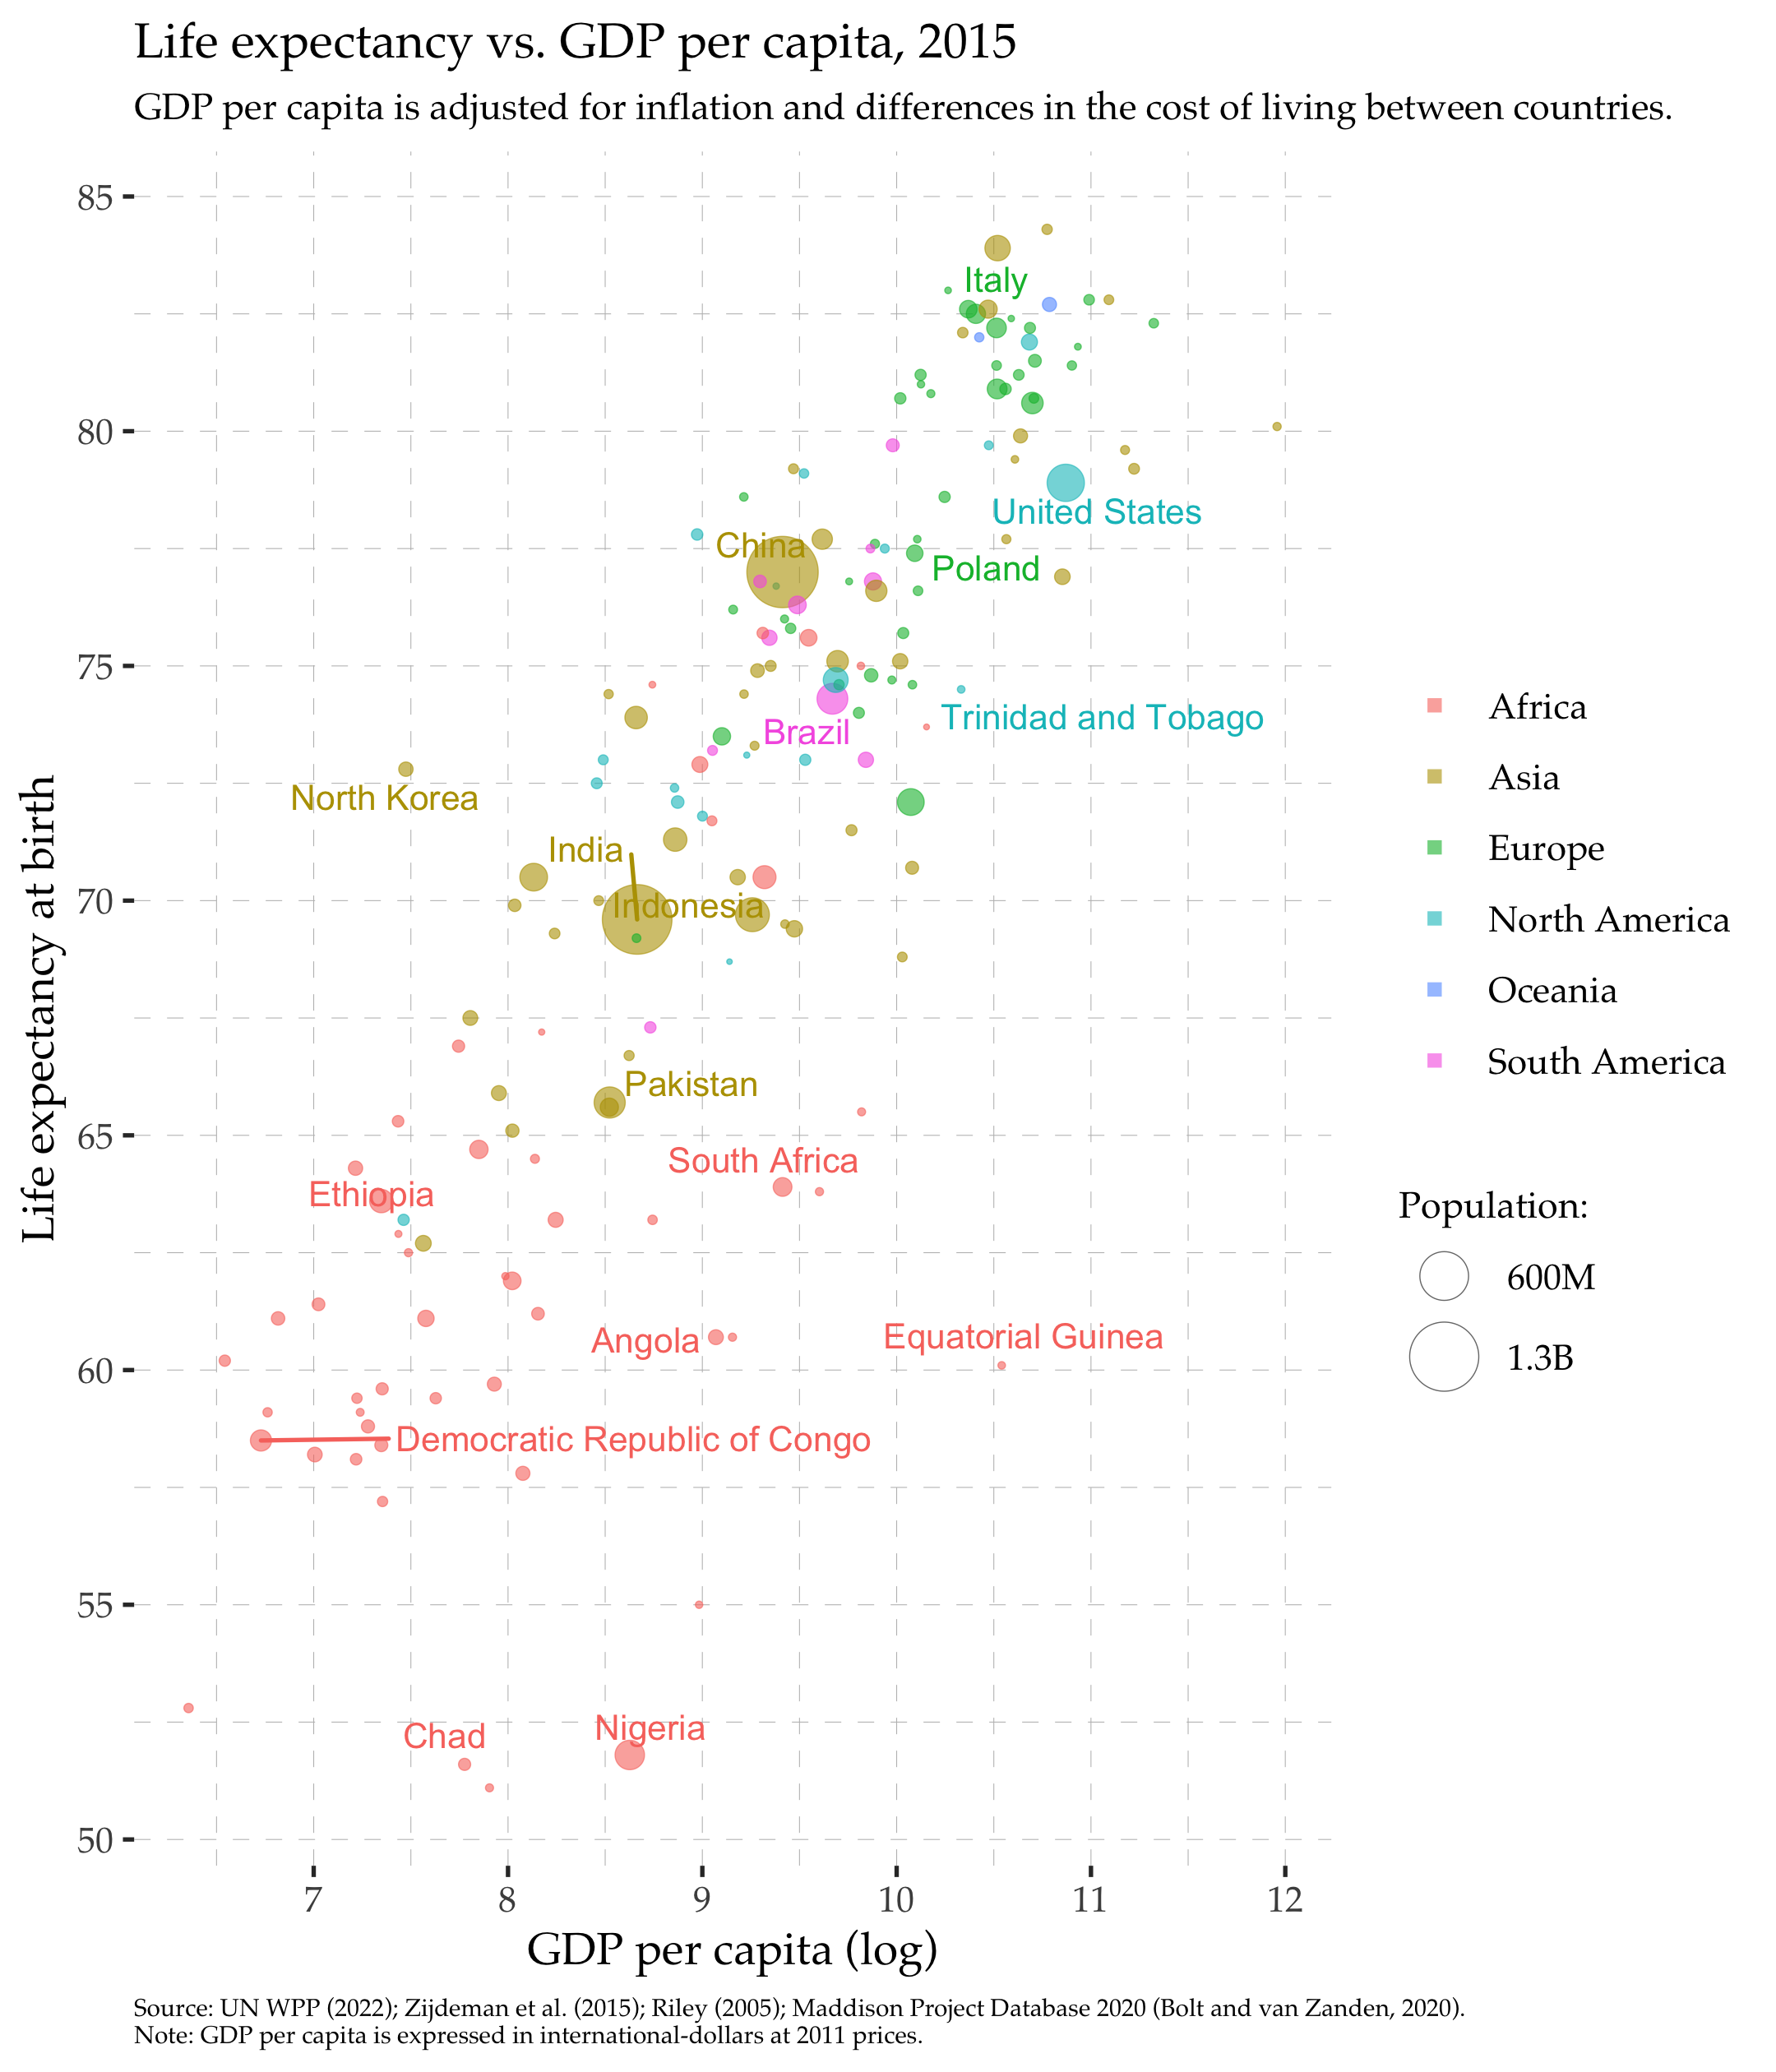 Life expectancy vs. GDP per capita, 2015
GDP per capita is adjusted for inflation and differences in the cost of living between countries.
Life expectancy at birth
85
80
75
70
65
60
55
50
Italy
United States
China
Poland
Trinidad and Tobago
Brazil
North Korea
India
Indonesia
Pakistan
South Africa
Ethiopia
Angola
Equatorial Guinea
Democratic Republic of Congo
Chad
Nigeria
7
8
9
10
11
12
GDP per capita (log)
Africa
Asia
Europe
North America
Oceania
South America
Population:
600M
1.3B
Source: UN WPP (2022); Zijdeman et al. (2015); Riley (2005); Maddison Project Database 2020 (Bolt and van Zanden, 2020).
Note: GDP per capita is expressed in international-dollars at 2011 prices.